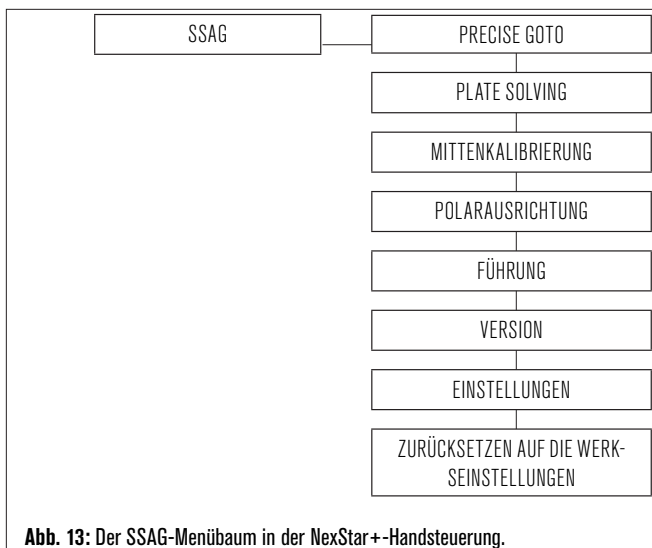 SSAG
PRECISE GOTO
PLATE SOLVING
MITTENKALIBRIERUNG
POLARAUSRICHTUNG
FÜHRUNG
VERSION
EINSTELLUNGEN
ZURÜCKSETZEN AUF DIE WERK-
SEINSTELLUNGEN
Abb. 13: Der SSAG-Menübaum in der NexStar+-Handsteuerung.